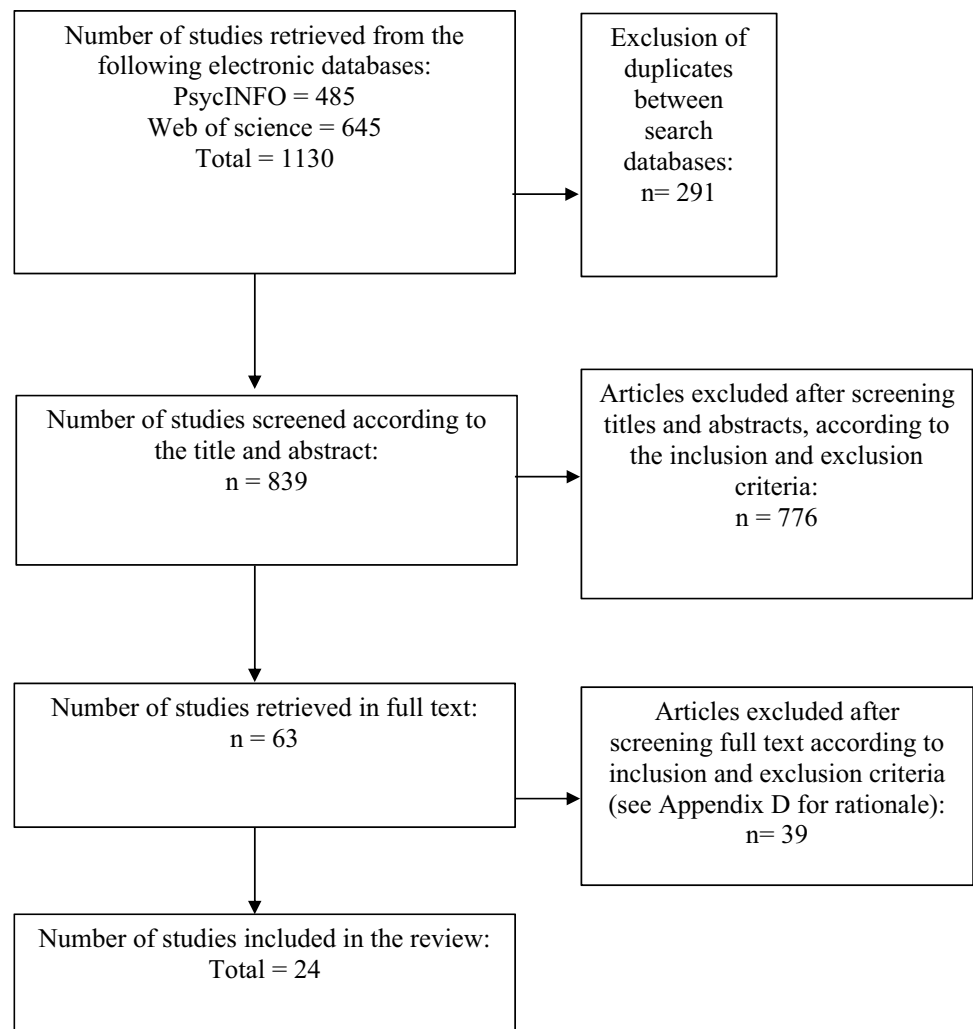 Number of studies retrieved from the
following electronic databases:
PsycINFO = 485
Web of science = 645
Total = 1130
Exclusion of
duplicates
between
search
databases:
n= 291
Number of studies screened according to
the title and abstract:
n = 839
Articles excluded after screening
titles and abstracts, according to
the inclusion and exclusion
criteria:
n = 776
Number of studies retrieved in full text:
n = 63
Articles excluded after
screening full text according to
inclusion and exclusion criteria
(see Appendix D for rationale):
n= 39
Number of studies included in the review:
Total = 24